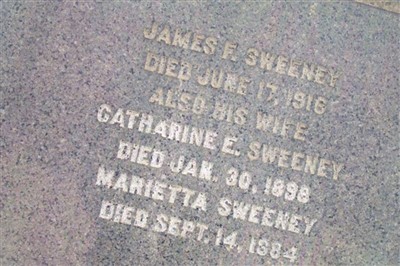 JAMES F. SWEENEY
DIED JUNE 17, 1916
ALSO HIS WIFE
CATHARINE E. SWEENEY
DIED JAN. 30, 1898
MARIETTA SWEENEY
DIED SEPT. 14, 1984